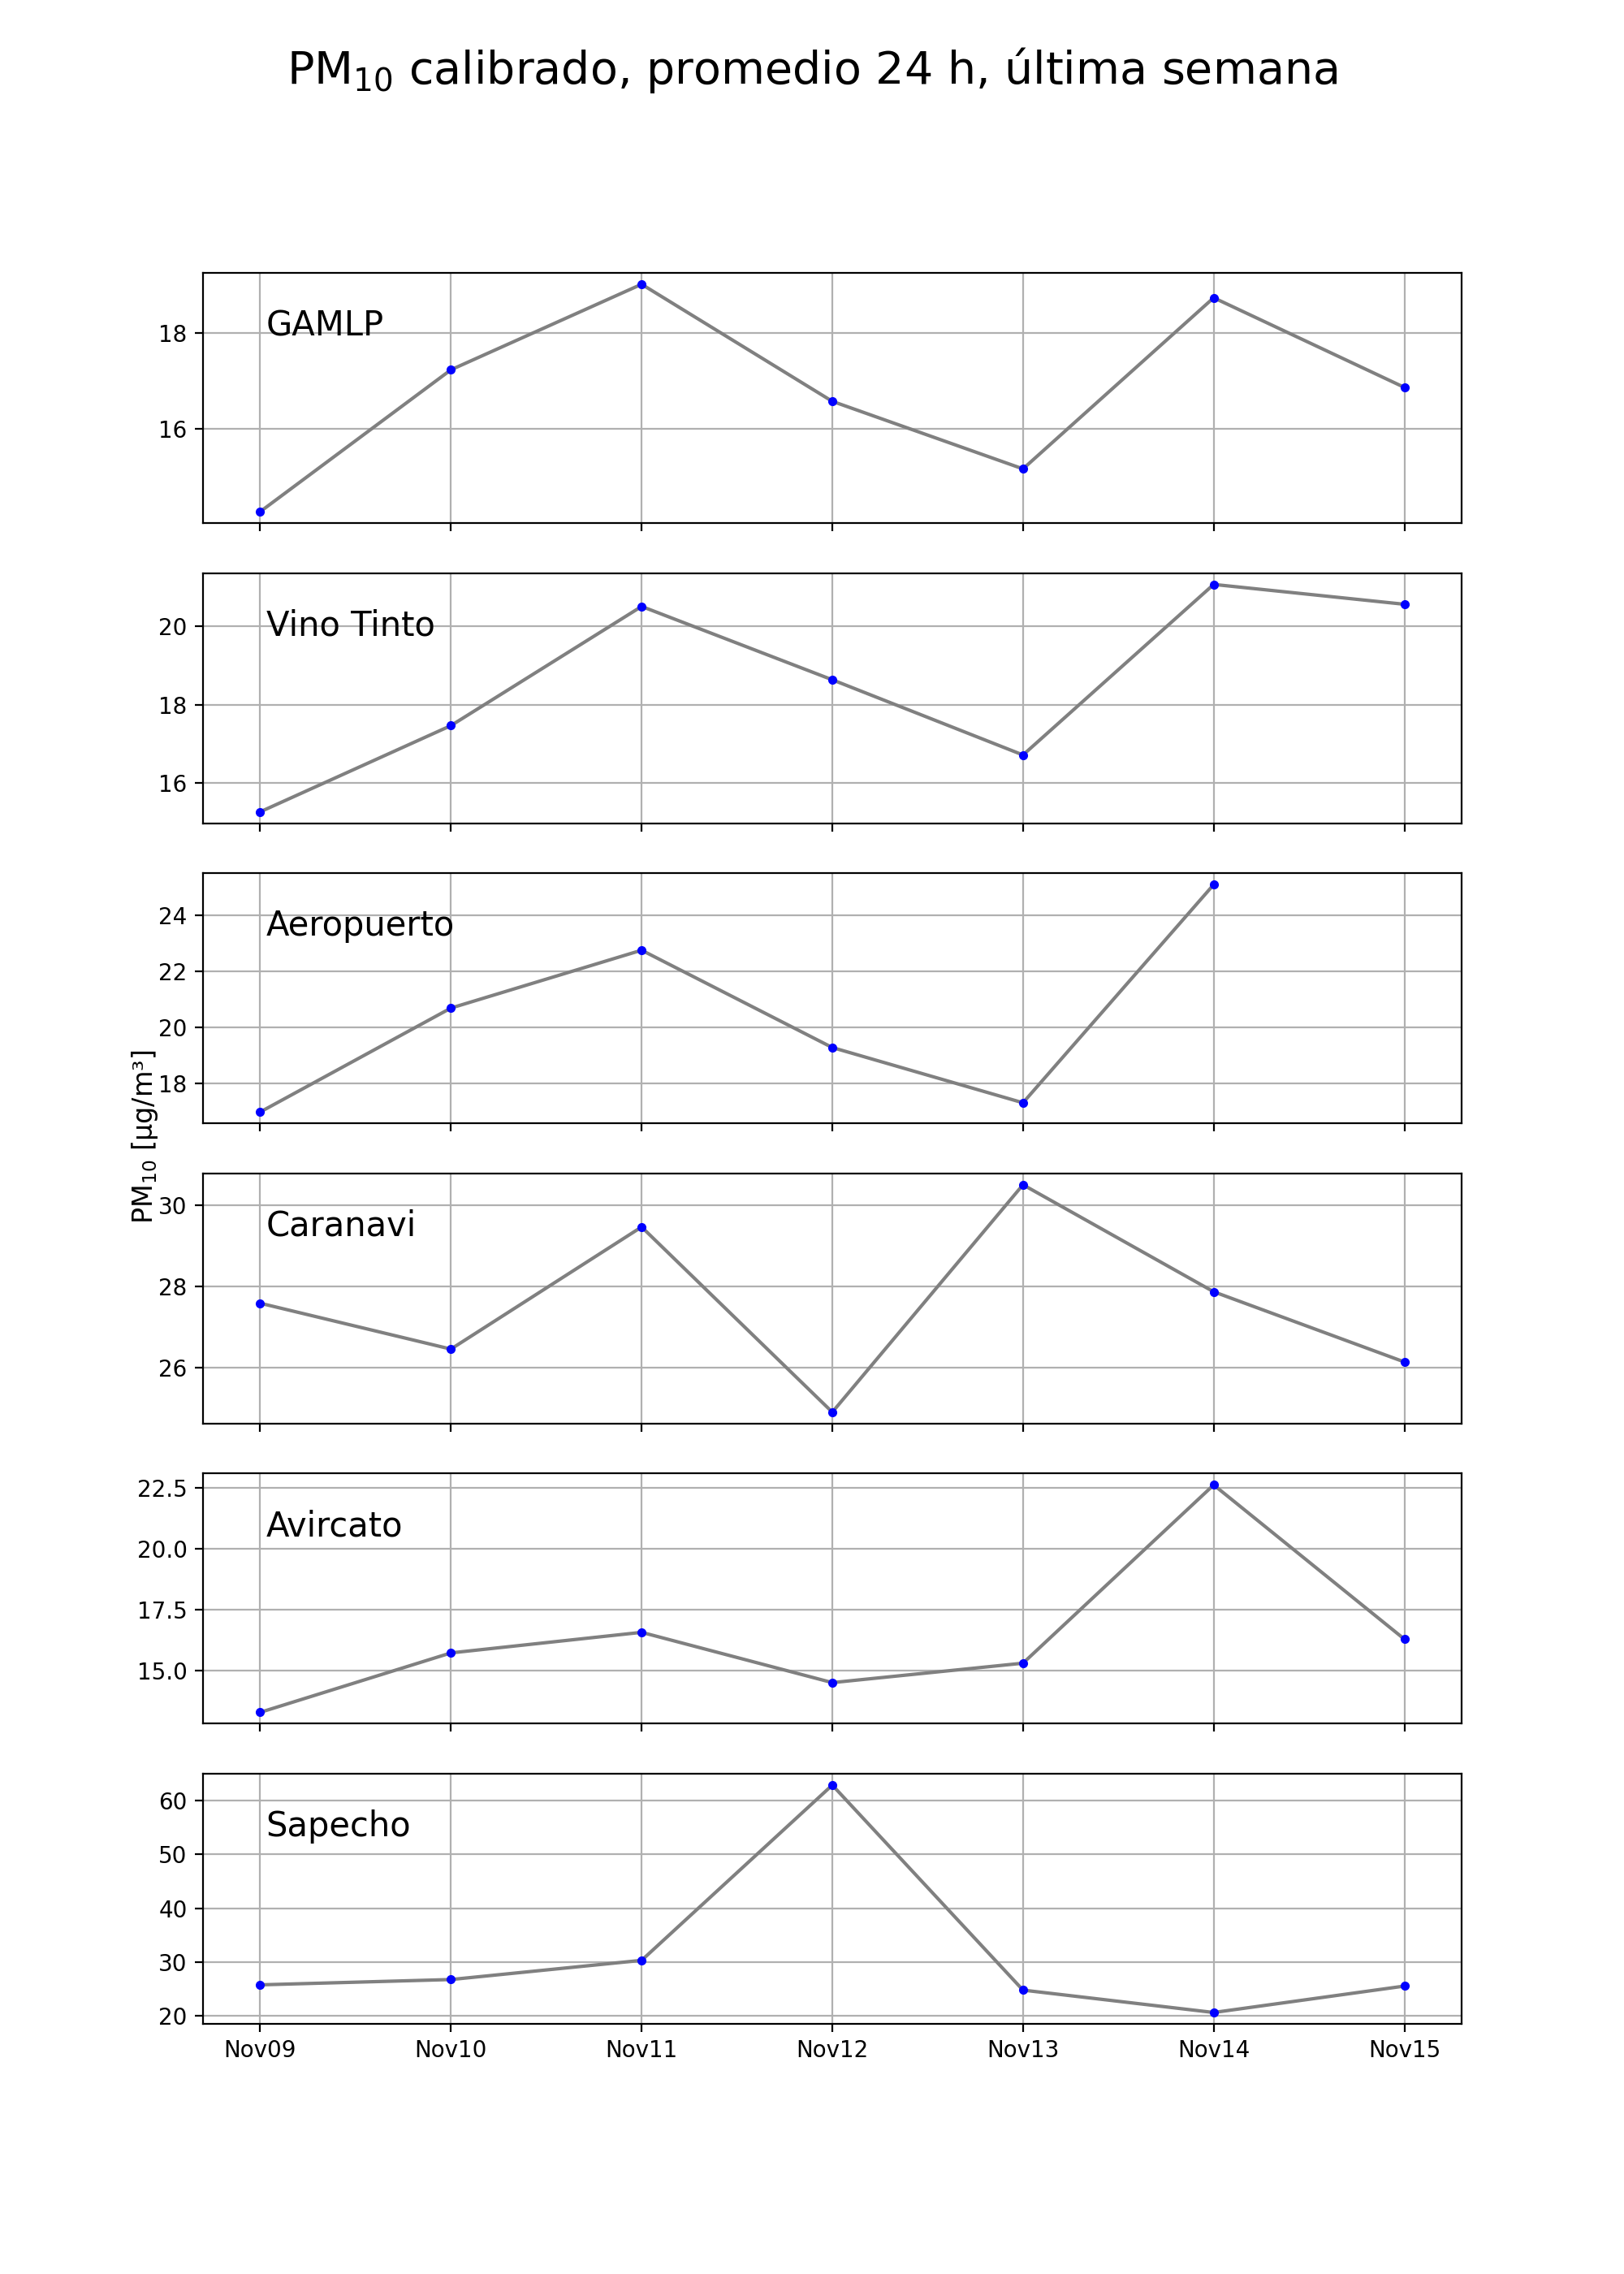 PM₁₀ calibrado, promedio 24 h, última semana
GAMLP
18
16
Vino Tinto
20
18
16
Aeropuerto
24
22
20
18
PM₁₀ [µg/m³]
Caranavi
30
28
26
Avircato
22.5
20.0
17.5
15.0
Sapecho
60
50
40
30
20
Nov09 Nov10 Nov11 Nov12 Nov13 Nov14 Nov15